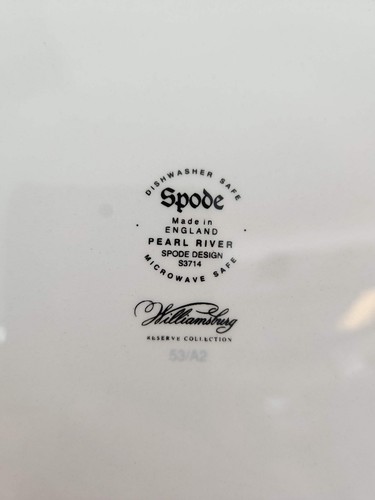 DISHWASHER SAFE
Spode
Made in
ENGLAND
PEARL RIVER
SPODE DESIGN
S3714
MICROWAVE SAFE
Williamsburg
RESERVE COLLECTION
53/A2